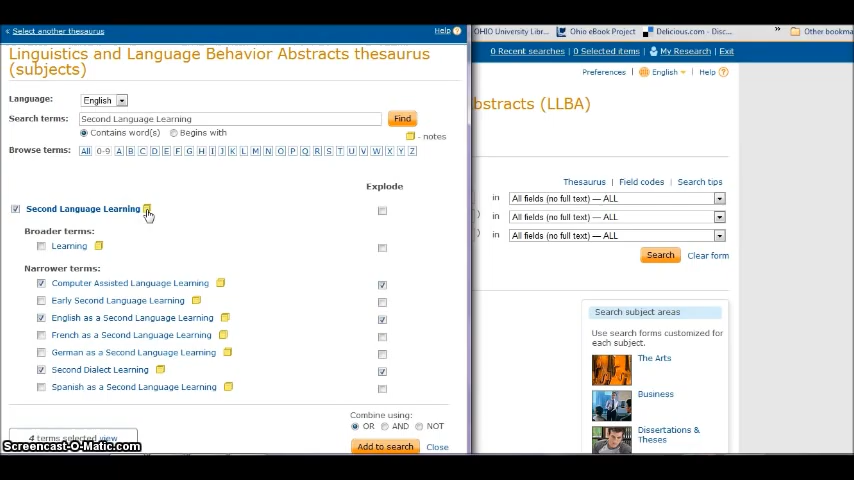 « Select another thesaurus
Help ?
Linguistics and Language Behavior Abstracts thesaurus
(subjects)
Language: English
Search terms: Second Language Learning Find
Contains word(s) Begins with
- notes
Browse terms: All 0-9 A B C D E F G H I J K L M N O P Q R S T U V W X Y Z
Explode
Second Language Learning
Broader terms:
Learning
Narrower terms:
Computer Assisted Language Learning
Early Second Language Learning
English as a Second Language Learning
French as a Second Language Learning
German as a Second Language Learning
Second Dialect Learning
Spanish as a Second Language Learning
Combine using:
OR AND NOT
4 terms selected view
Add to search Close
Screencast-O-Matic.com
OHIO University Libr... Ohio eBook Project Delicious.com - Disc... » Other bookma
0 Recent searches 0 Selected items My Research Exit
Preferences English Help ?
bstracts (LLBA)
Thesaurus Field codes Search tips
in All fields (no full text) — ALL
) in All fields (no full text) — ALL
) in All fields (no full text) — ALL
Search Clear form
Search subject areas
Use search forms customized for
each subject.
The Arts
Business
Dissertations &
Theses